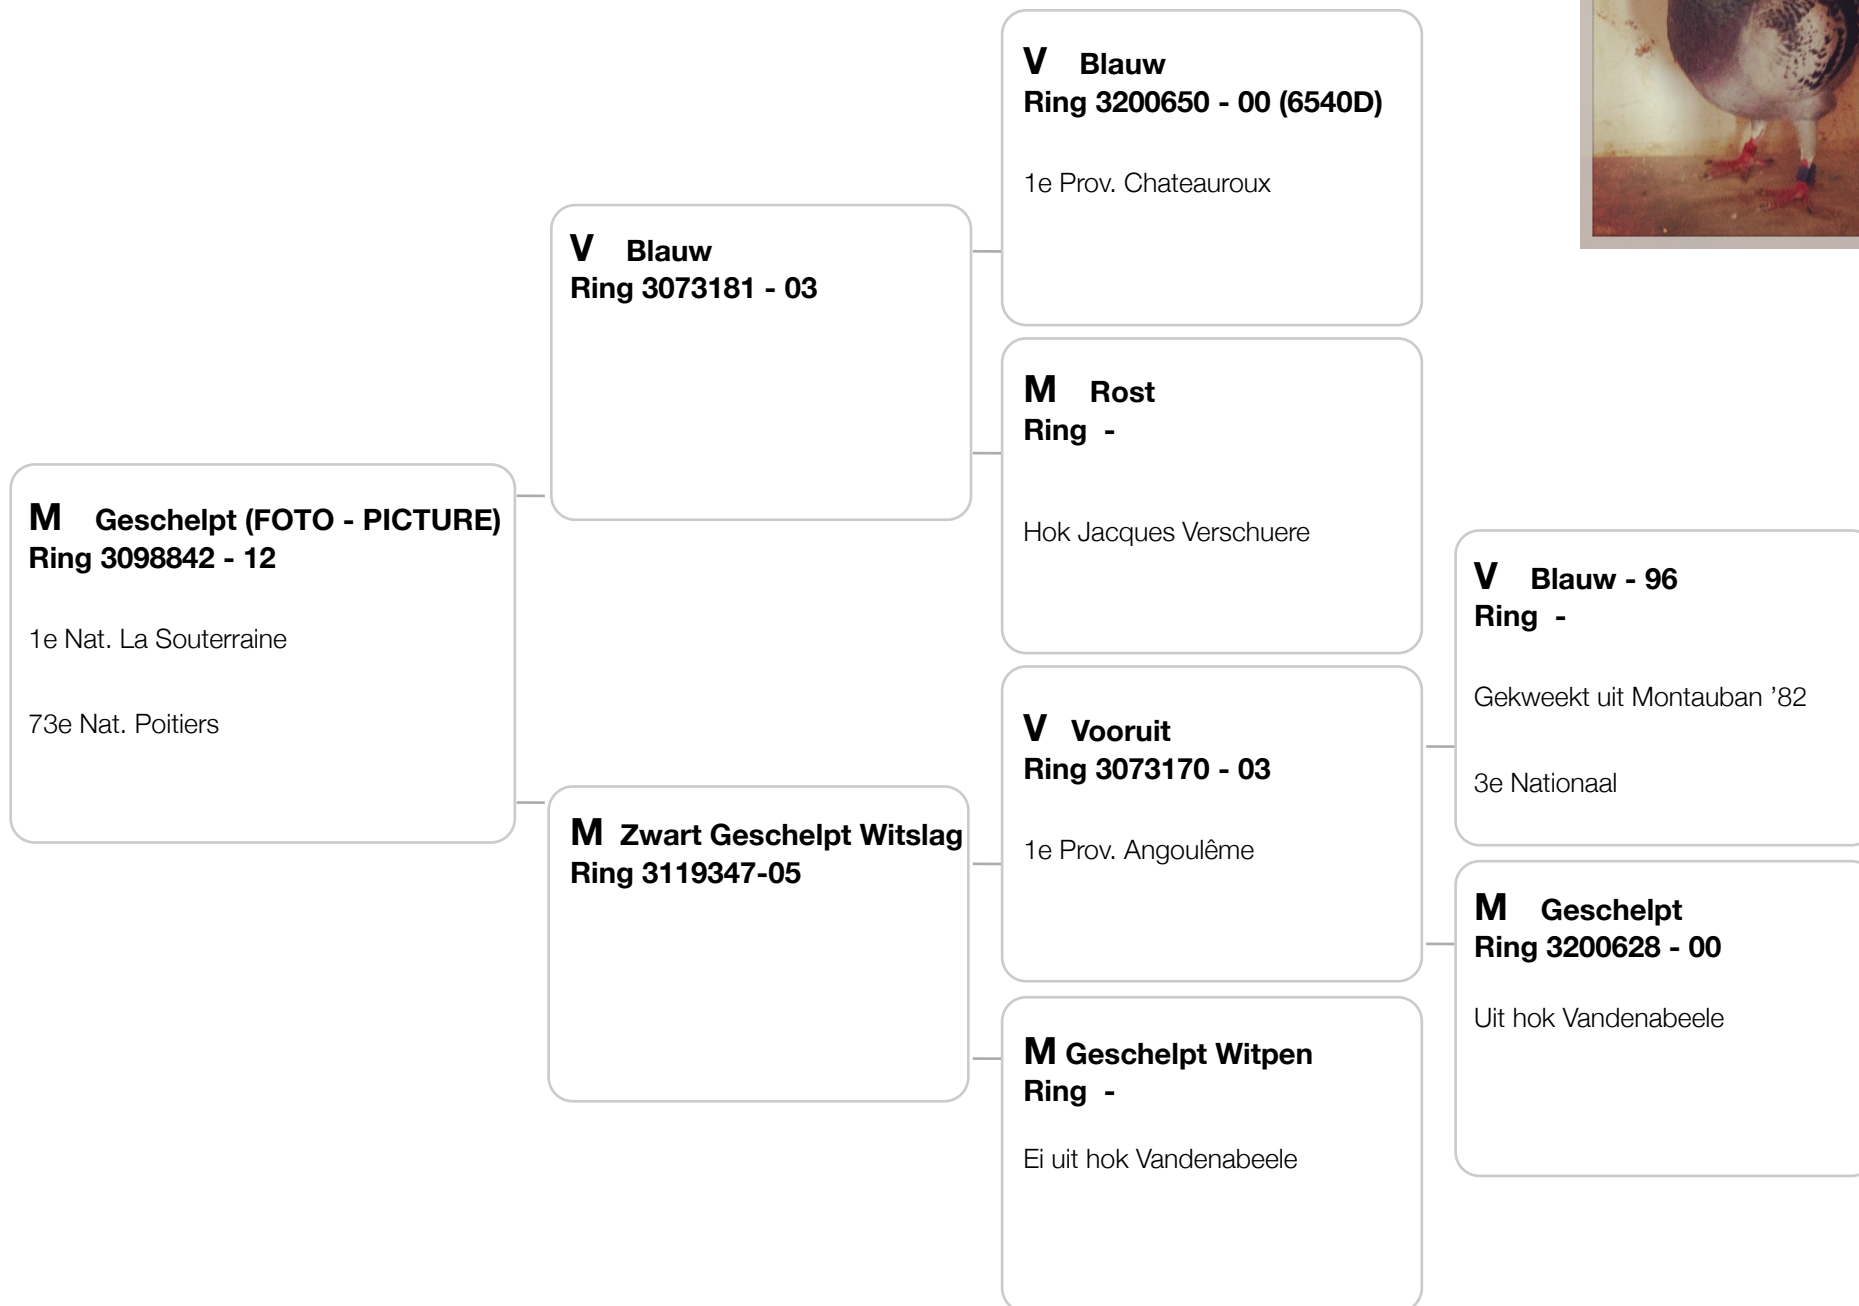 M Geschelpt (FOTO - PICTURE)
Ring 3098842 - 12
1e Nat. La Souterraine
73e Nat. Poitiers
V Blauw
Ring 3073181 - 03
M Zwart Geschelpt Witslag
Ring 3119347-05
V Blauw
Ring 3200650 - 00 (6540D)
1e Prov. Chateauroux
M Rost
Ring -
Hok Jacques Verschuere
V Vooruit
Ring 3073170 - 03
1e Prov. Angoulême
M Geschelpt Witpen
Ring -
Ei uit hok Vandenabeele
V Blauw - 96
Ring -
Gekweekt uit Montauban ’82
3e Nationaal
M Geschelpt
Ring 3200628 - 00
Uit hok Vandenabeele